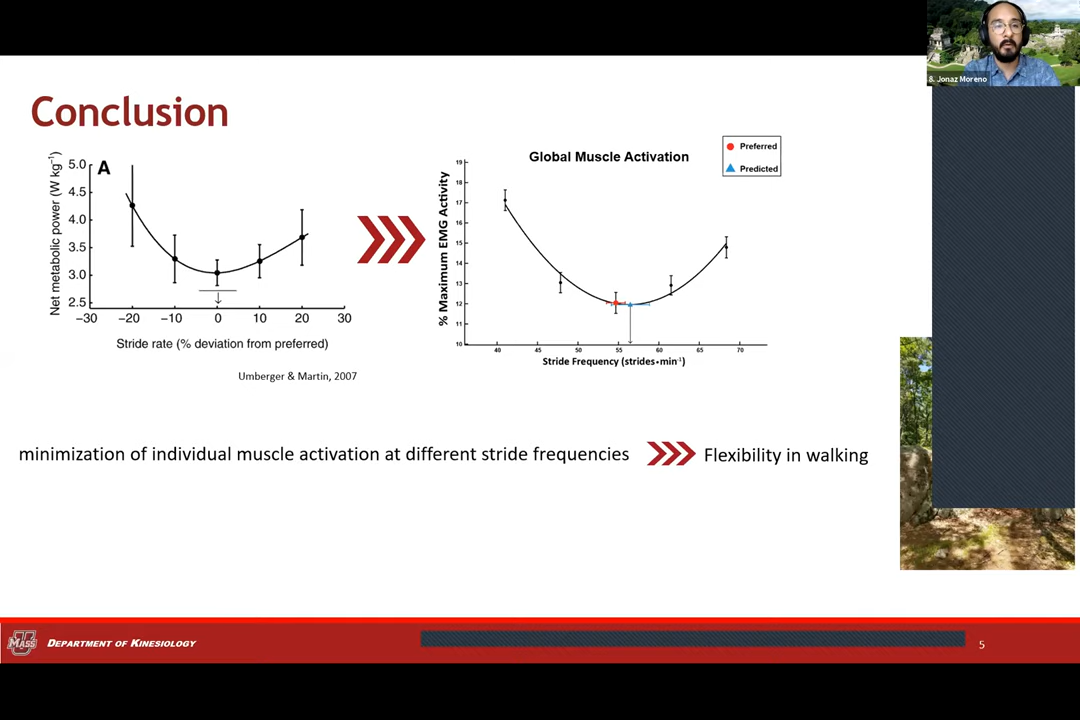 8. Jonaz Moreno
Conclusion
A
Net metabolic power (W kg⁻¹)
5.0
4.5
4.0
3.5
3.0
2.5
−30 −20 −10 0 10 20 30
Stride rate (% deviation from preferred)
Umberger & Martin, 2007
Global Muscle Activation
Preferred
Predicted
% Maximum EMG Activity
19
18
17
16
15
14
13
12
11
10
40 45 50 55 60 65 70
Stride Frequency (strides•min⁻¹)
minimization of individual muscle activation at different stride frequencies
Flexibility in walking
UMASS
DEPARTMENT OF KINESIOLOGY
5